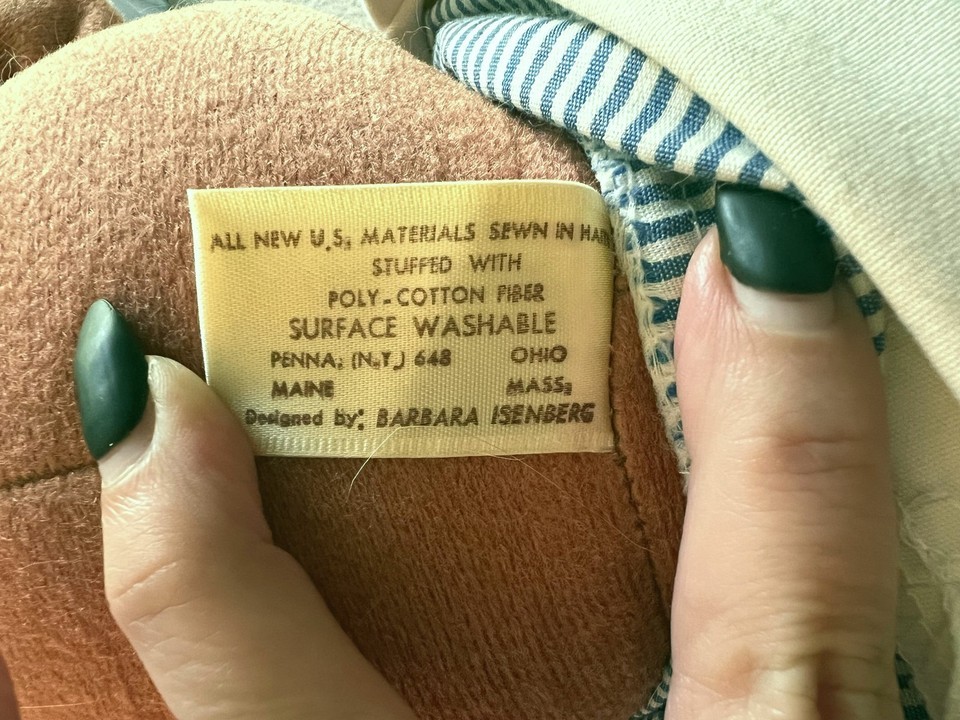 ALL NEW U.S. MATERIALS SEWN IN
STUFFED WITH
POLY-COTTON FIBER
SURFACE WASHABLE
PENNA. (N.Y.) 648 OHIO
MAINE MASS.
Designed by: BARBARA ISENBERG